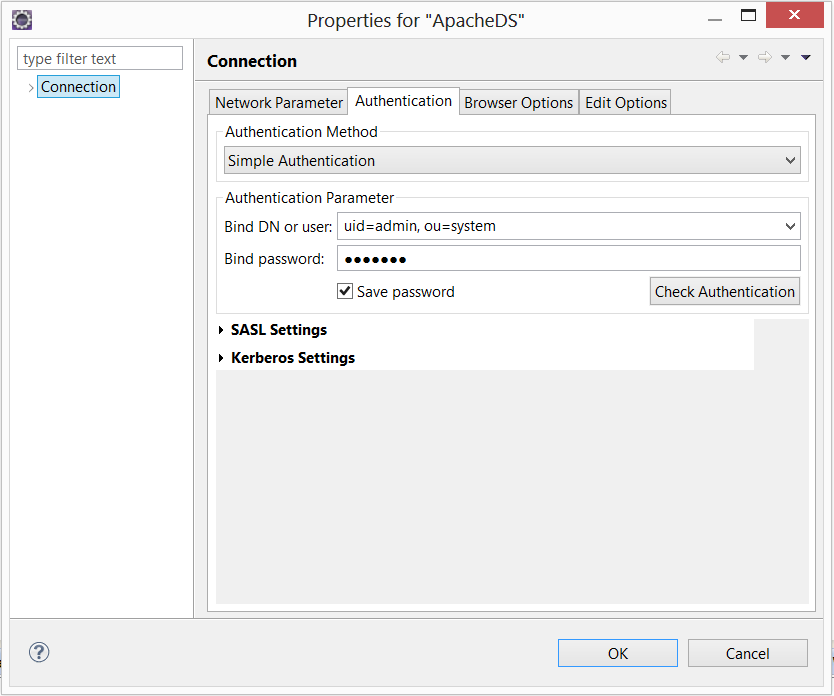 Properties for "ApacheDS"
type filter text
Connection
Connection
Network Parameter Authentication Browser Options Edit Options
Authentication Method
Simple Authentication
Authentication Parameter
Bind DN or user: uid=admin, ou=system
Bind password: ●●●●●●●
Save password Check Authentication
SASL Settings
Kerberos Settings
? OK Cancel